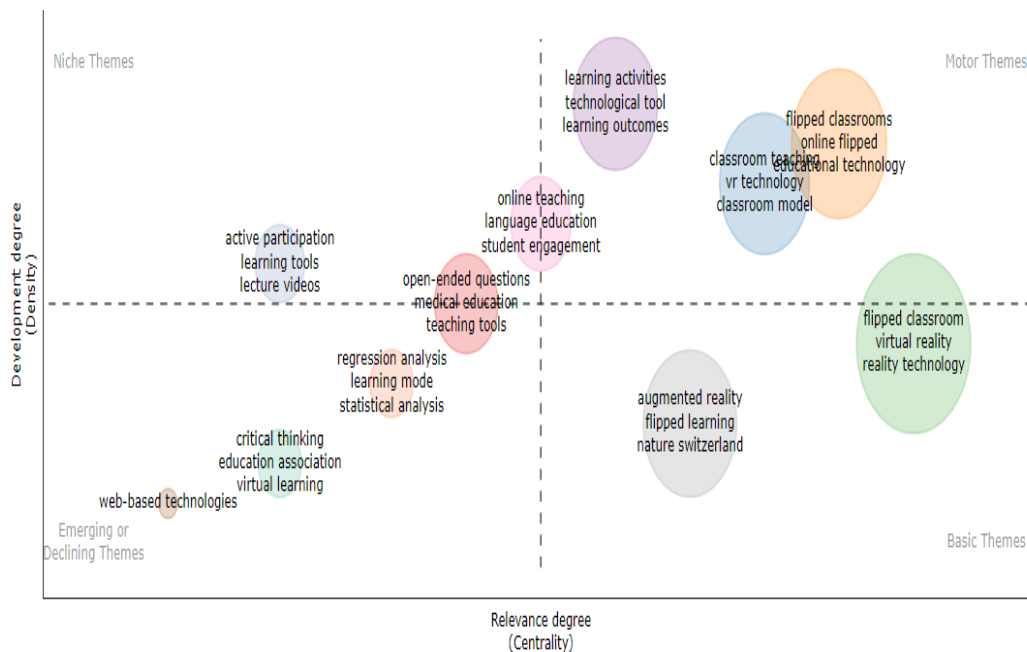 Niche Themes
Motor Themes
learning activities
technological tool
learning outcomes
flipped classrooms
online flipped
educational technology
classroom teaching
vr technology
classroom model
online teaching
language education
student engagement
active participation
learning tools
lecture videos
open-ended questions
medical education
teaching tools
flipped classroom
virtual reality
reality technology
regression analysis
learning mode
statistical analysis
augmented reality
flipped learning
nature switzerland
critical thinking
education association
virtual learning
web-based technologies
Emerging or
Declining Themes
Basic Themes
Development degree
(Density)
Relevance degree
(Centrality)